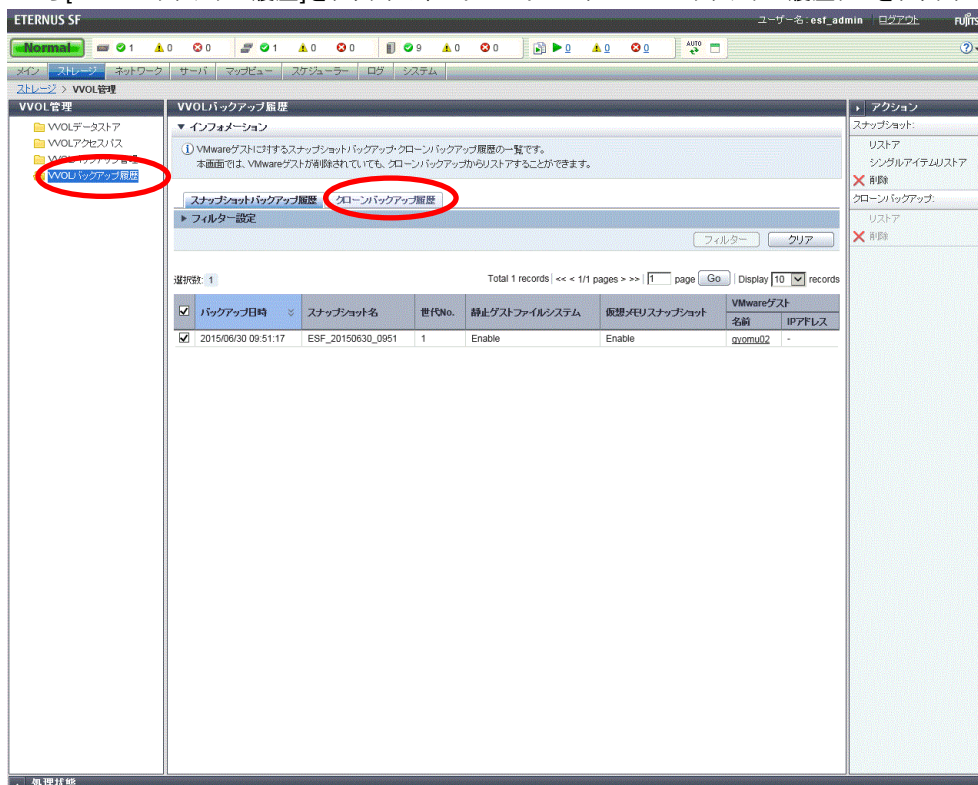 ETERNUS SF
ユーザー名 : esf_admin ログアウト
Normal 1 0 0 1 0 0 9 0 0 0 0 0 AUTO
メイン ストレージ ネットワーク サーバ マップビュー スケジューラー ログ システム
ストレージ > VVOL管理
VVOL管理
VVOLデータストア
VVOLアクセスパス
VVOLバックアップ履歴
VVOLバックアップ履歴
▼ インフォメーション
VMwareゲストに対するスナップショットバックアップ・クローンバックアップ履歴の一覧です。
本画面では、VMwareゲストが削除されていても、クローンバックアップからリストアすることができます。
スナップショットバックアップ履歴 クローンバックアップ履歴
フィルター設定
フィルター クリア
選択数: 1
Total 1 records | << < 1/1 pages > >> | 1 page Go | Display 10 records
バックアップ日時 スナップショット名 世代No. 静止ゲストファイルシステム 仮想メモリスナップショット VMwareゲスト
名前 IPアドレス
2015/06/30 09:51:17 ESF_20150630_0951 1 Enable Enable gyomu02 -
アクション
スナップショット:
リストア
シングルアイテムリストア
削除
クローンバックアップ:
リストア
削除
処理状態